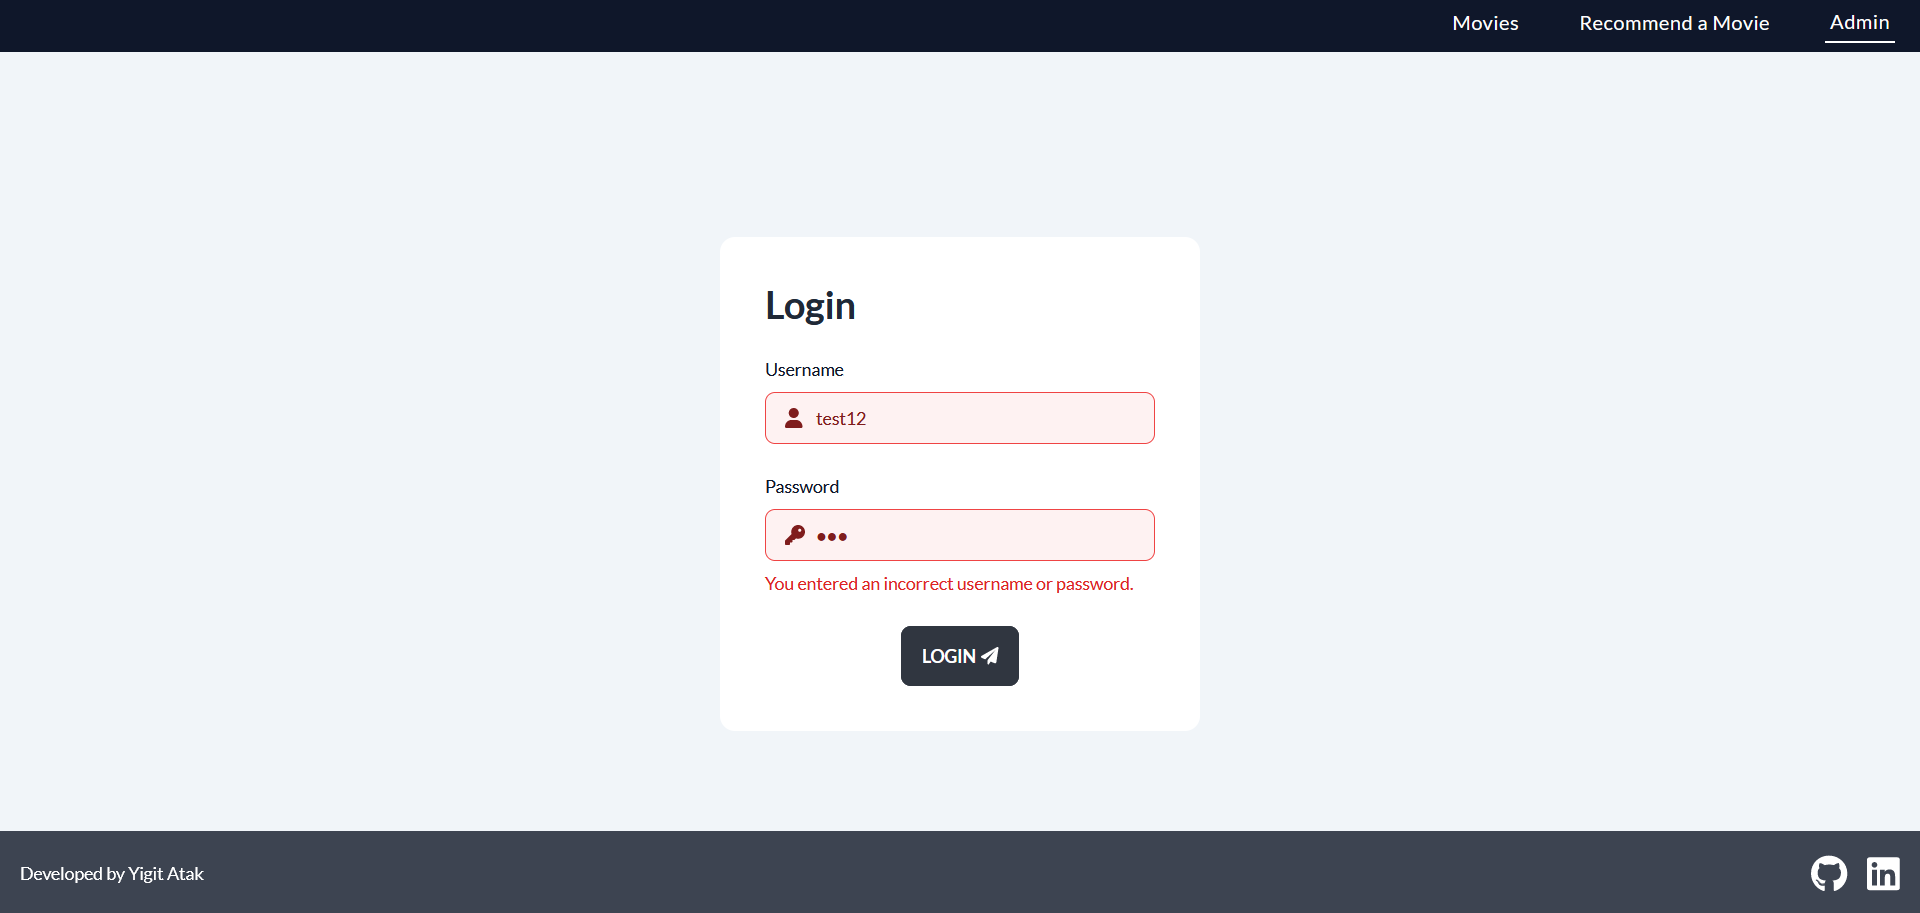 Movies Recommend a Movie Admin
Login
Username
test12
Password
•••
You entered an incorrect username or password.
LOGIN
Developed by Yigit Atak
in